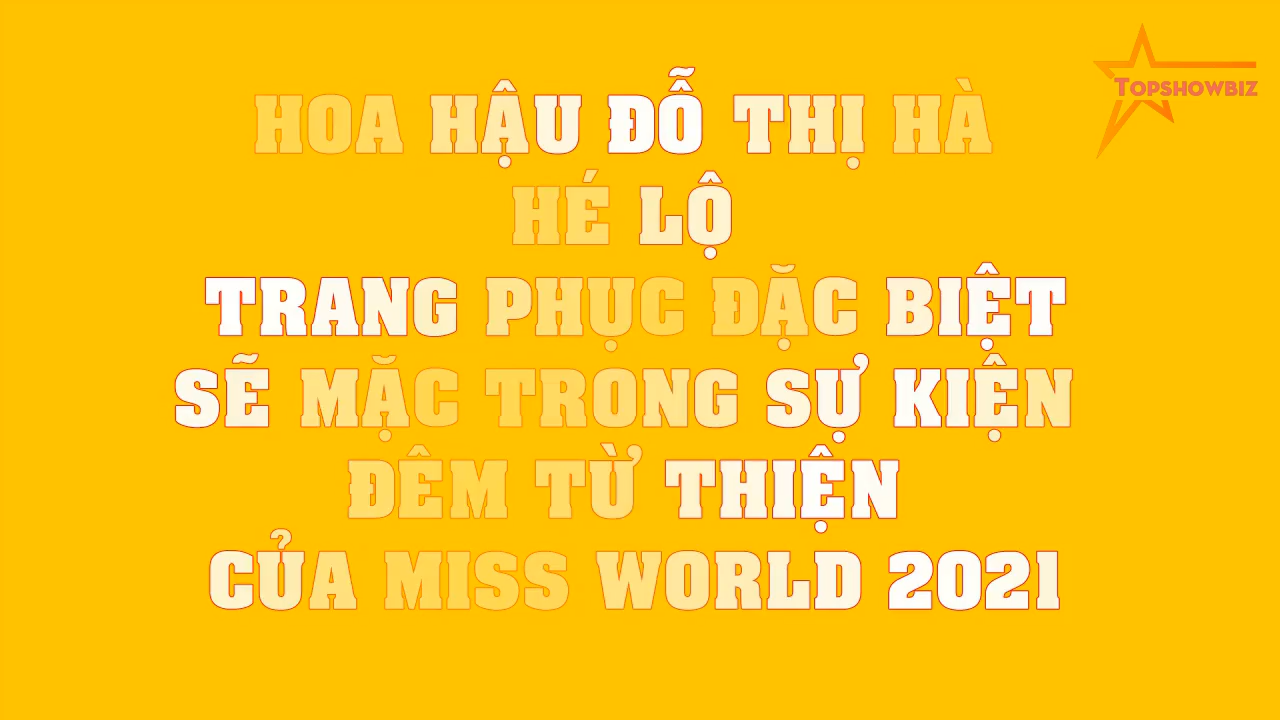 TOPSHOWBIZ
HOA HẬU ĐỖ THỊ HÀ
HÉ LỘ
TRANG PHỤC ĐẶC BIỆT
SẼ MẶC TRONG SỰ KIỆN
ĐÊM TỪ THIỆN
CỦA MISS WORLD 2021